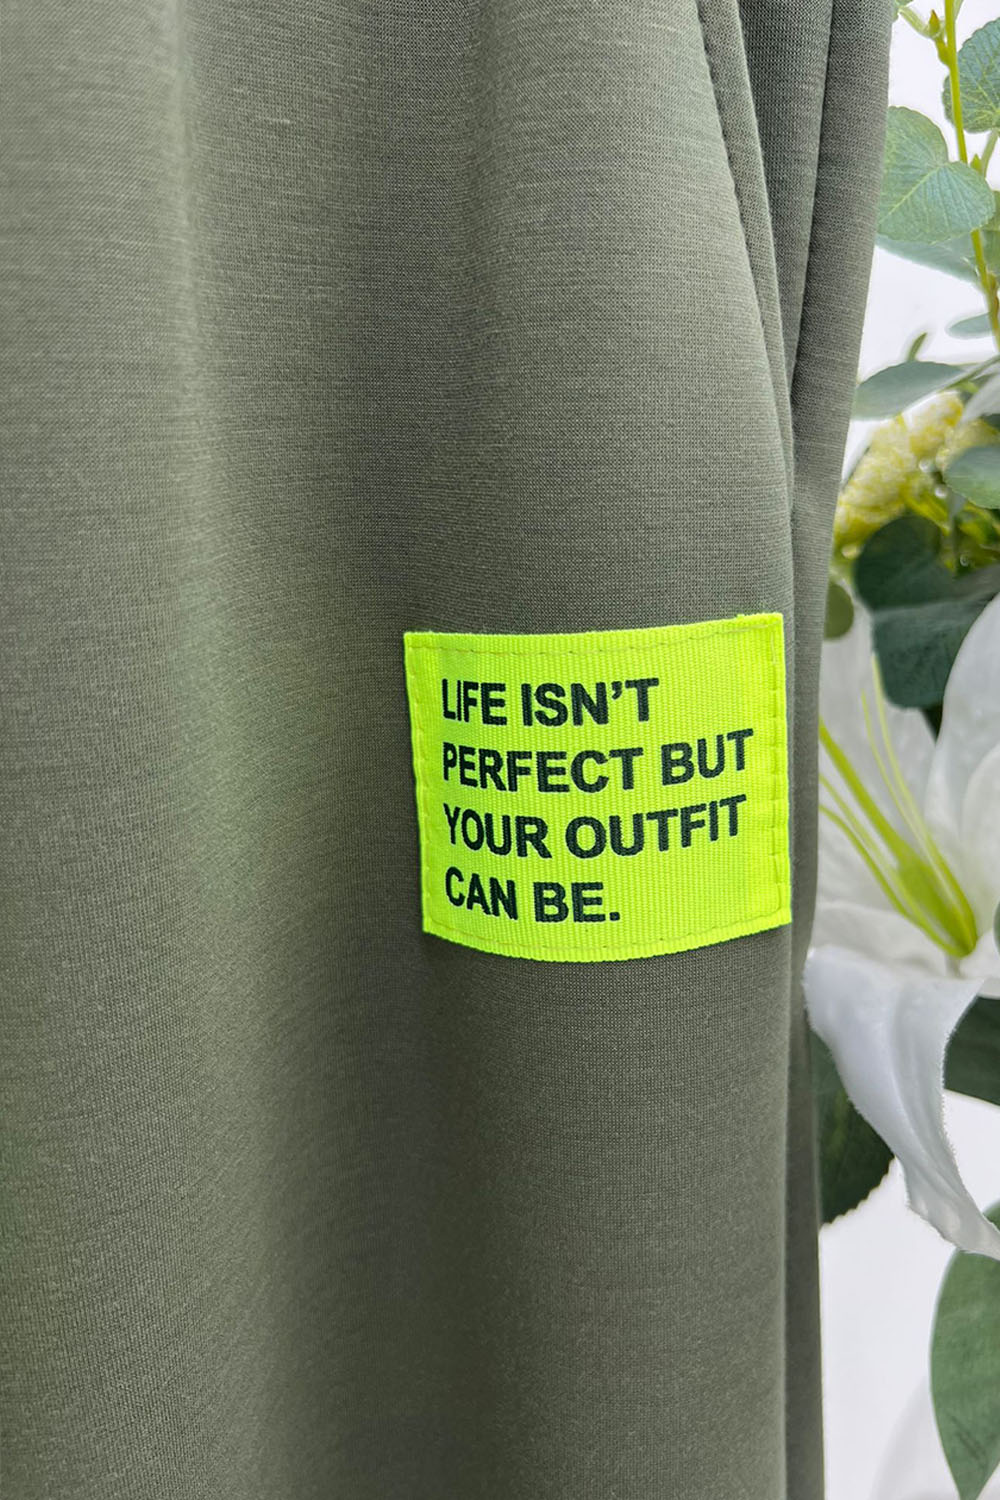 LIFE ISN'T
PERFECT BUT
YOUR OUTFIT
CAN BE.